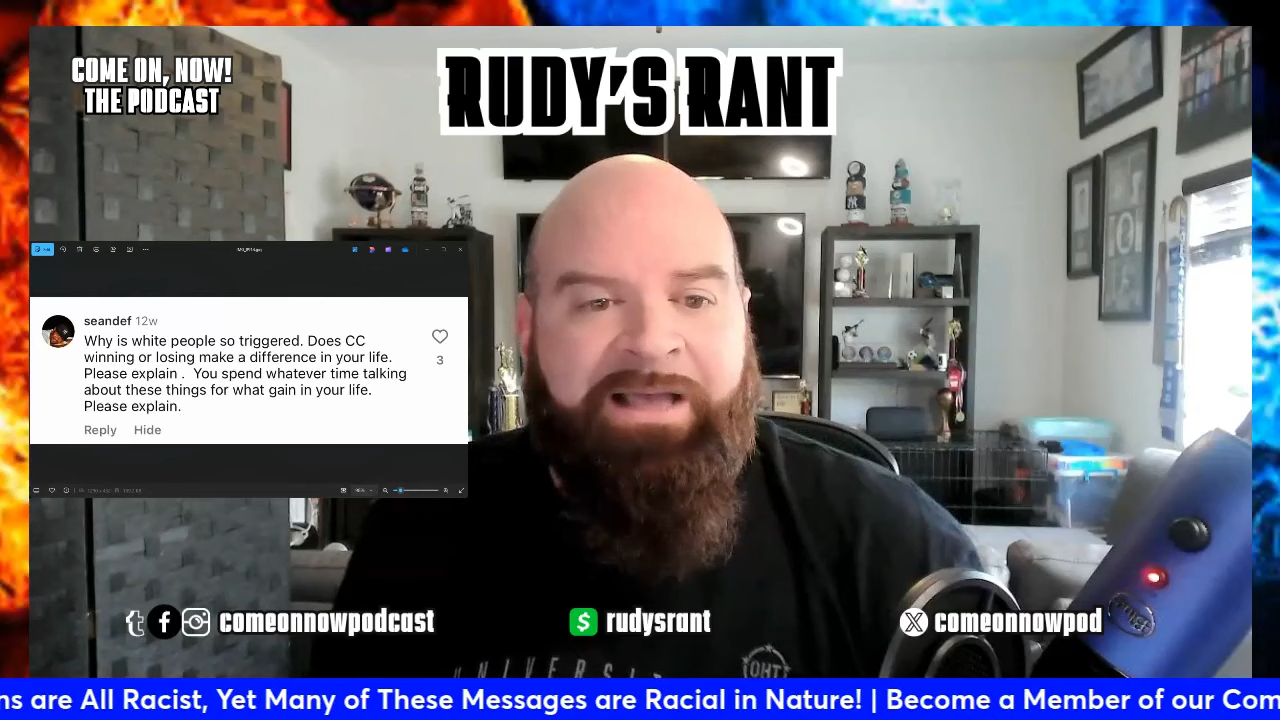 COME ON, NOW!
THE PODCAST
RUDY'S RANT
seandef 12w
Why is white people so triggered. Does CC
winning or losing make a difference in your life.
Please explain . You spend whatever time talking
about these things for what gain in your life.
Please explain.
3
Reply Hide
comeonnowpodcast
$ rudysrant
comeonnowpod
Blue
UNIVERSI
OHT
ns are All Racist, Yet Many of These Messages are Racial in Nature! | Become a Member of our Com